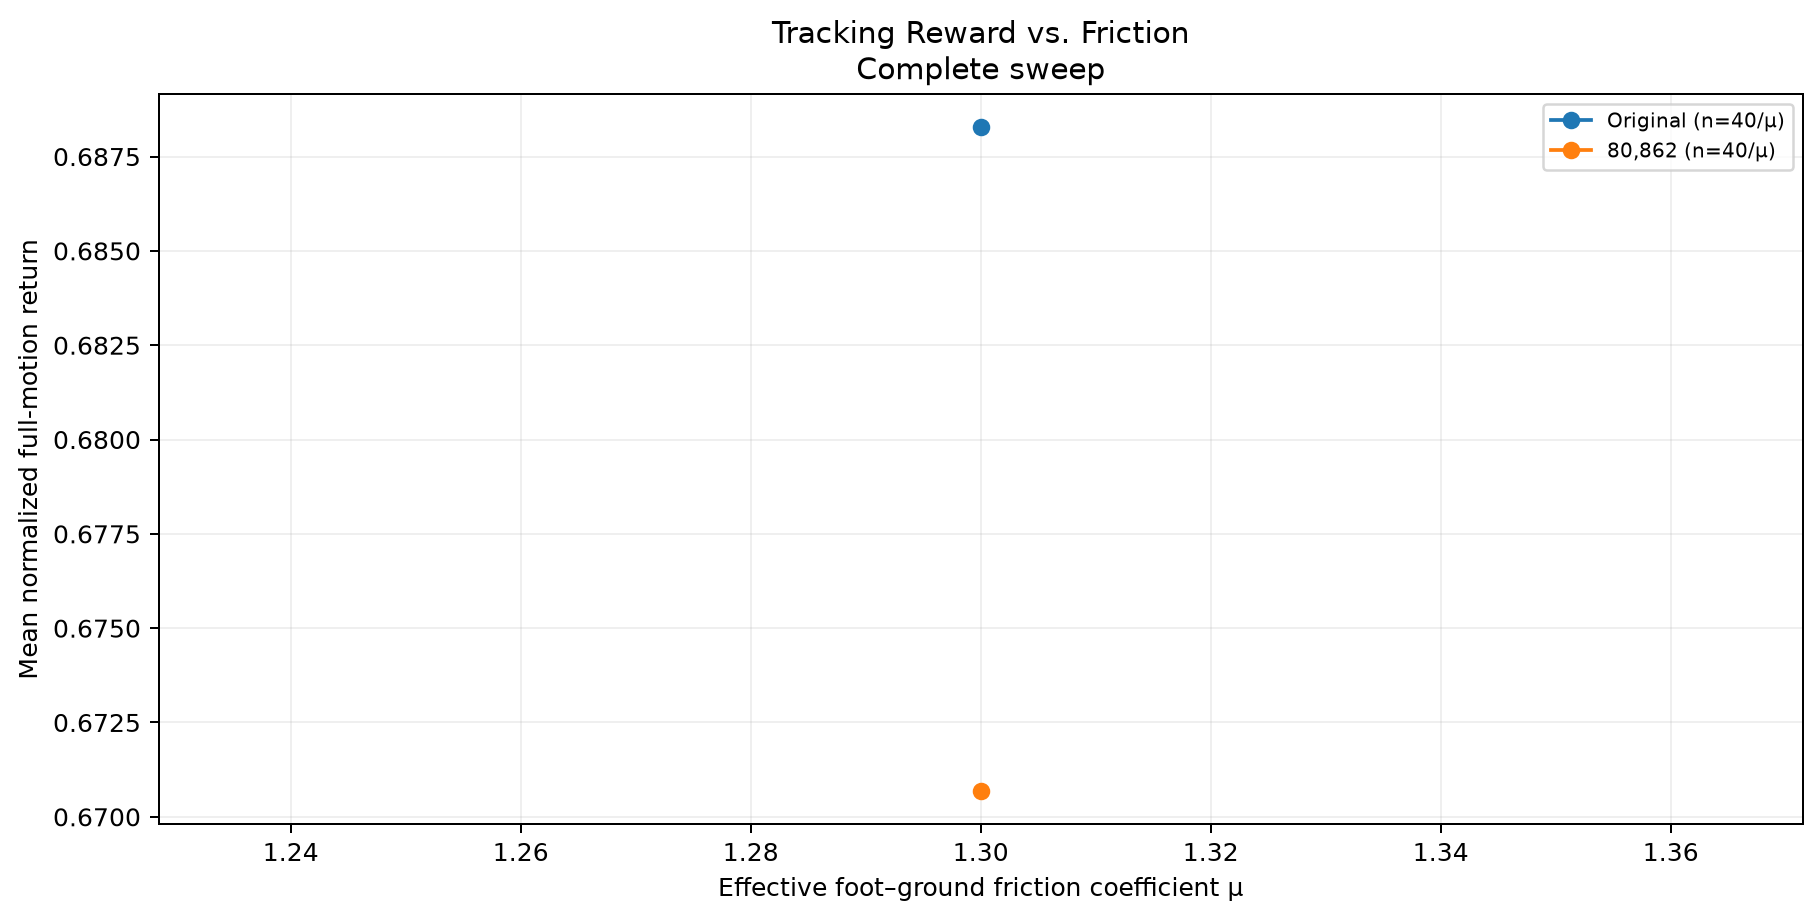 Tracking Reward vs. Friction
Complete sweep
Original (n=40/μ)
80,862 (n=40/μ)
Mean normalized full-motion return
0.6875
0.6850
0.6825
0.6800
0.6775
0.6750
0.6725
0.6700
1.24 1.26 1.28 1.30 1.32 1.34 1.36
Effective foot–ground friction coefficient μ